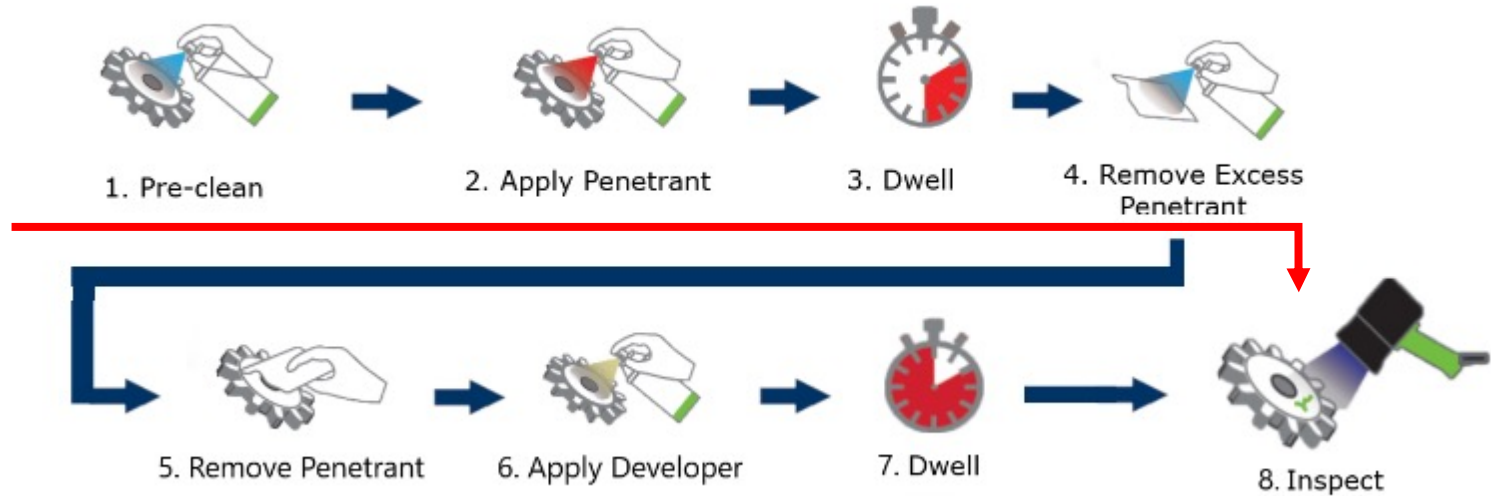 1. Pre-clean
2. Apply Penetrant
3. Dwell
4. Remove Excess
Penetrant
5. Remove Penetrant
6. Apply Developer
7. Dwell
8. Inspect